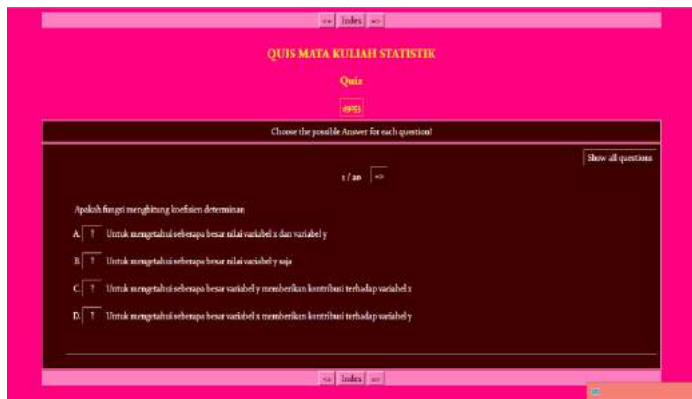 <= Index =>
QUIS MATA KULIAH STATISTIK
Quiz
49:53
Choose the possible Answer for each question!
Show all questions
1 / 20 =>
Apakah fungsi menghitung koefisien determinan
A. ? Untuk mengetahui seberapa besar nilai variabel x dan variabel y
B. ? Untuk mengetahui seberapa besar nilai variabel y saja
C. ? Untuk mengetahui seberapa besar variabel y memberikan kontribusi terhadap variabel x
D. ? Untuk mengetahui seberapa besar variabel x memberikan kontribusi terhadap variabel y
<= Index =>